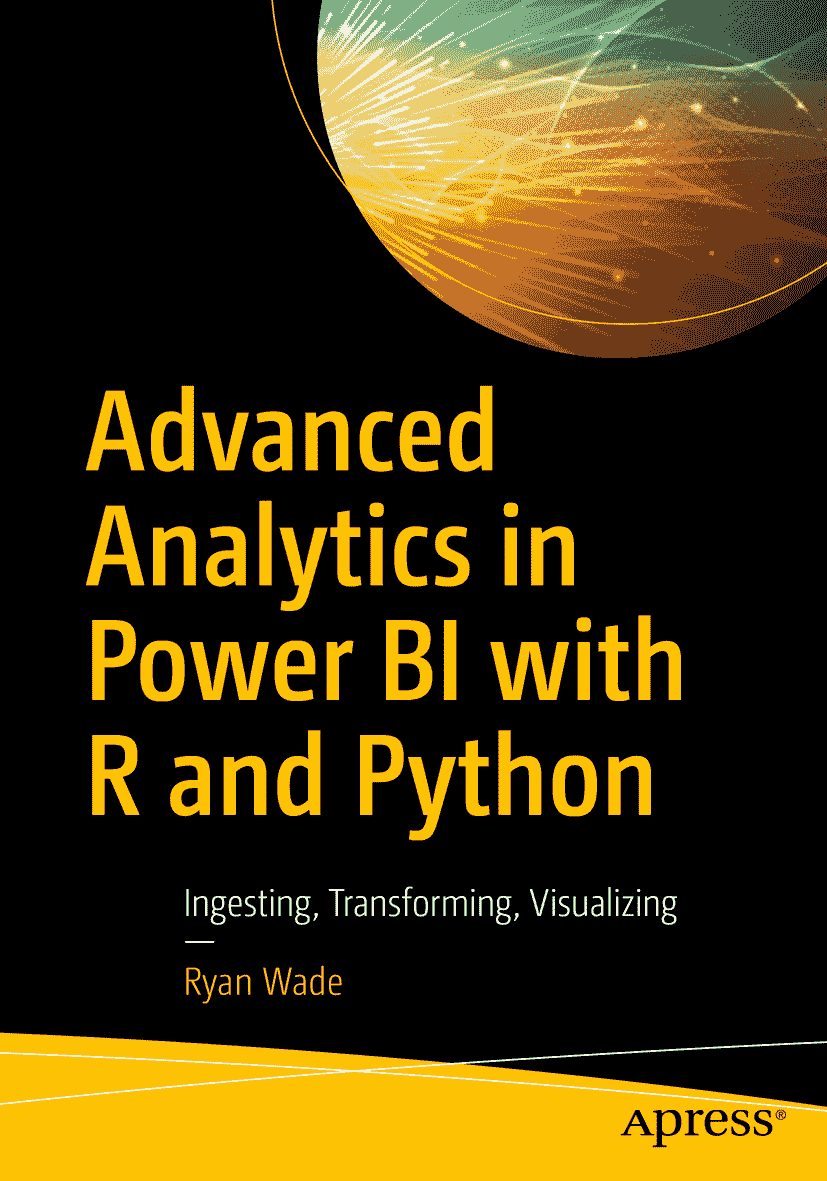 Advanced
Analytics in
Power BI with
R and Python
Ingesting, Transforming, Visualizing
—
Ryan Wade
Apress®